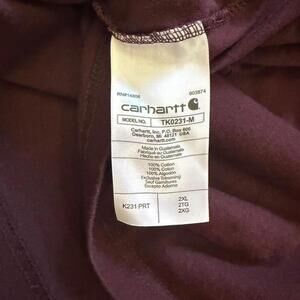 RN#14806 903874
carhartt
MODEL NO. TK0231-M
Carhartt, Inc. P.O. Box 600
Dearborn, MI 48121 USA
carhartt.com
Made in Guatemala
Fabriqué au Guatemala
Hecho en Guatemala
100% Cotton
100% Coton
100% Algodon
Exclusive Trimming
Sauf Garnitures
Excepto Adorno
K231-PRT
2XL
2TG
2XG